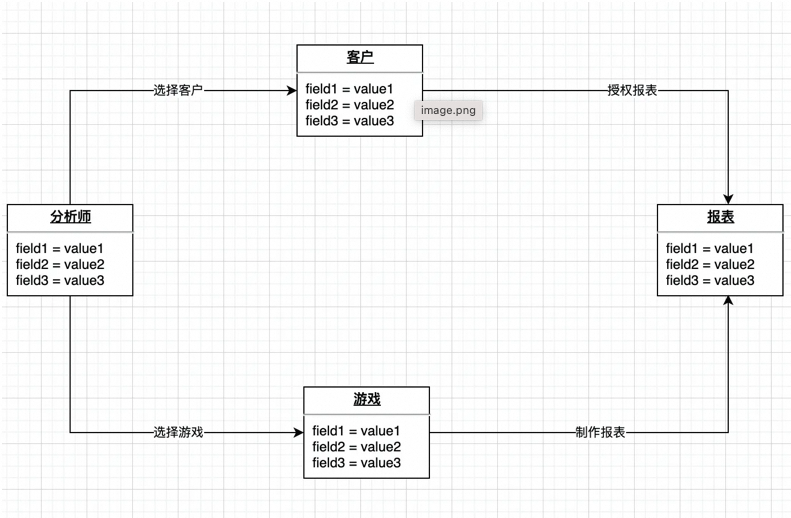 客户
选择客户
field1 = value1
授权报表
field2 = value2
image.png
field3 = value3
分析师
报表
field1 = value1
field1 = value1
field2 = value2
field2 = value2
field3 = value3
field3 = value3
游戏
选择游戏
field1 = value1
制作报表
field2 = value2
field3 = value3